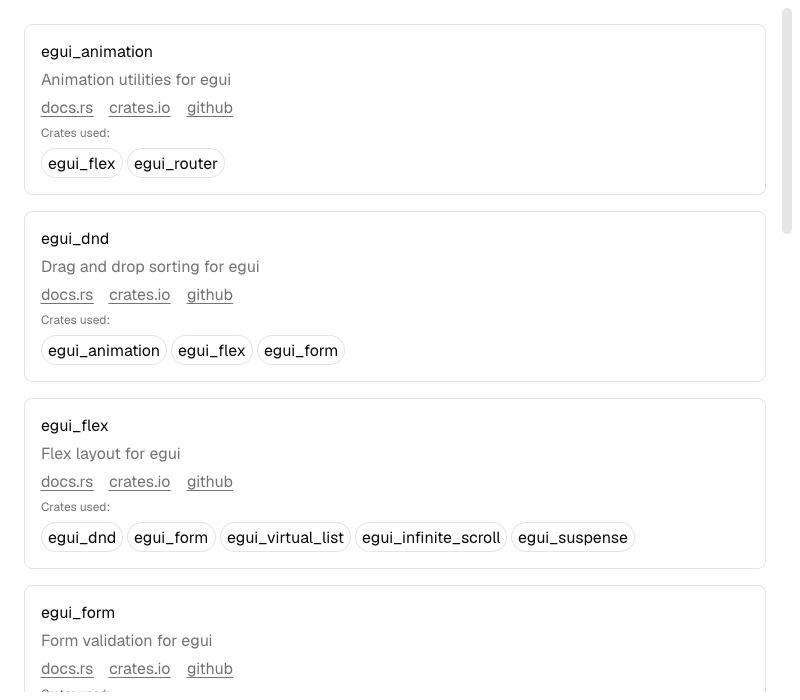 egui_animation
Animation utilities for egui
docs.rs crates.io github
Crates used:
egui_flex egui_router
egui_dnd
Drag and drop sorting for egui
docs.rs crates.io github
Crates used:
egui_animation egui_flex egui_form
egui_flex
Flex layout for egui
docs.rs crates.io github
Crates used:
egui_dnd egui_form egui_virtual_list egui_infinite_scroll egui_suspense
egui_form
Form validation for egui
docs.rs crates.io github